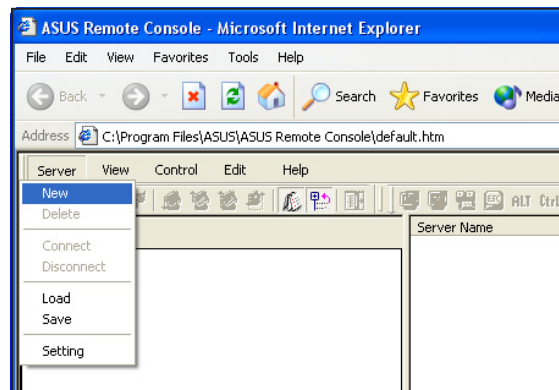 ASUS Remote Console - Microsoft Internet Explorer
File Edit View Favorites Tools Help
Back Search Favorites Media
Address C:\Program Files\ASUS\ASUS Remote Console\default.htm
Server View Control Edit Help
New
ESC ALT Ctrl
Delete
Server Name
Connect
Disconnect
Load
Save
Setting